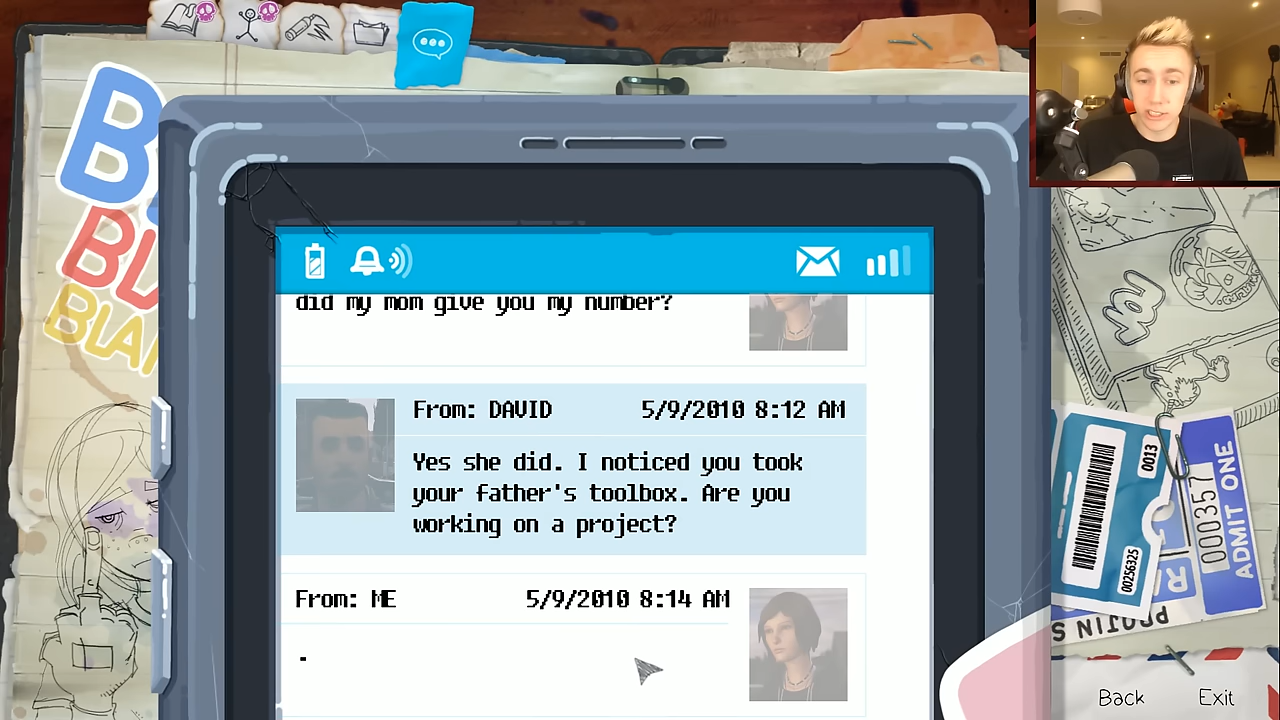 did my mom give you my number?
From: DAVID 5/9/2010 8:12 AM
Yes she did. I noticed you took
your father's toolbox. Are you
working on a project?
From: ME 5/9/2010 8:14 AM
.
0013
00256325
000357
ADMIT ONE
Back Exit